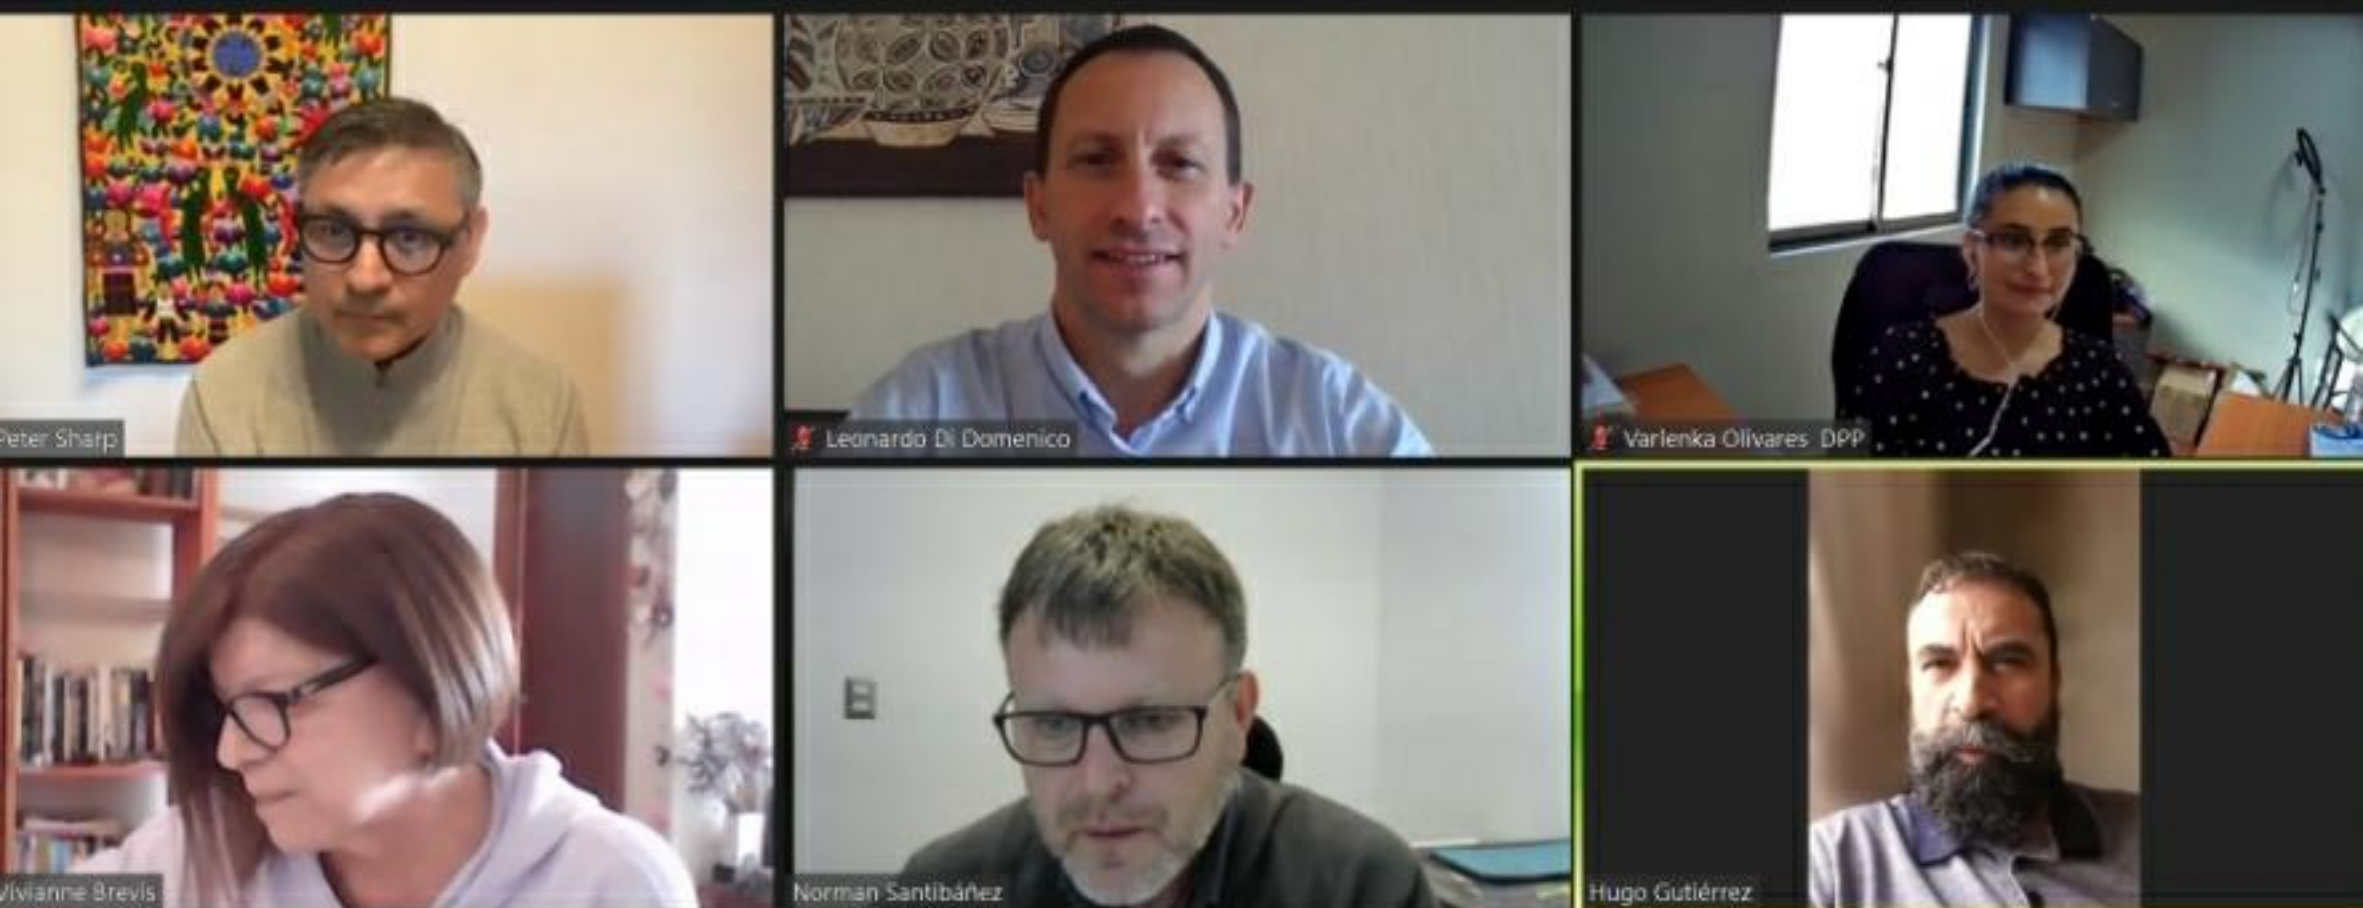 Peter Sharp
Leonardo Di Domenico
Varlenka Olivares DPP
Vivianne Brevis
Norman Santibáñez
Hugo Gutiérrez